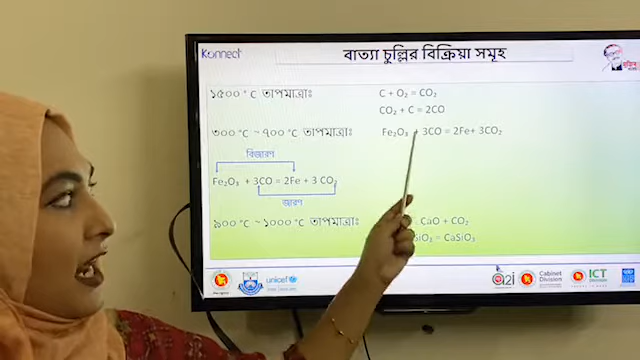 Konnect
বাত্যা চুল্লির বিক্রিয়া সমূহ
১৫০০ °C তাপমাত্রাঃ
C + O₂ = CO₂
CO₂ + C = 2CO
৩০০ °C ~ ৭০০ °C তাপমাত্রাঃ
Fe₂O₃ + 3CO = 2Fe+ 3CO₂
বিজারণ
Fe₂O₃ + 3CO = 2Fe + 3 CO₂
জারণ
৯০০ °C ~ ১০০০ °C তাপমাত্রাঃ
= CaO + CO₂
SiO₂ = CaSiO₃
unicef
a2i
Cabinet Division
ICT